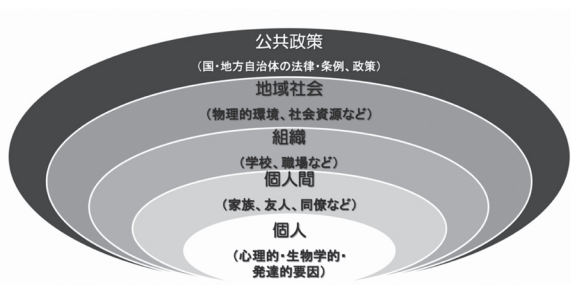 公共政策
(国・地方自治体の法律・条例、政策)
地域社会
(物理的環境、社会資源など)
組織
(学校、職場など)
個人間
(家族、友人、同僚など)
個人
(心理的・生物学的・
発達的要因)